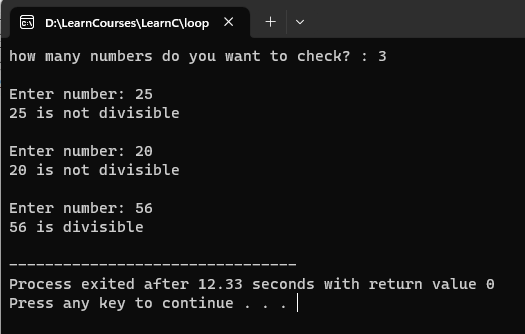 D:\LearnCourses\LearnC\loop
how many numbers do you want to check? : 3
Enter number: 25
25 is not divisible
Enter number: 20
20 is not divisible
Enter number: 56
56 is divisible
--------------------------------
Process exited after 12.33 seconds with return value 0
Press any key to continue . . .